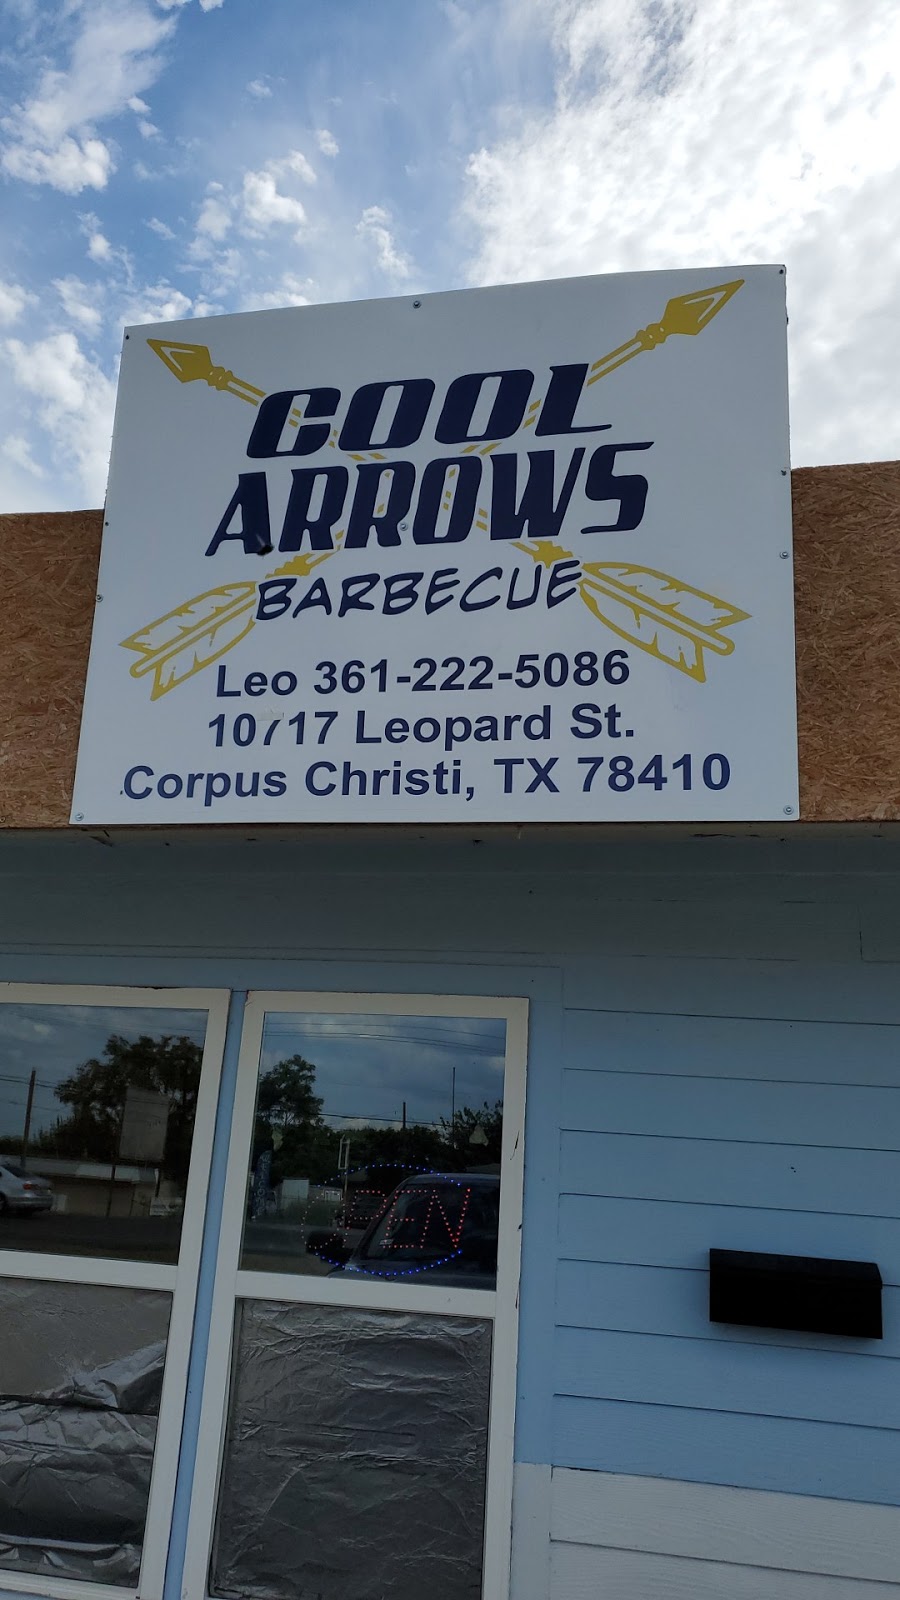 COOL
ARROWS
BARBECUE
Leo 361-222-5086
10717 Leopard St.
Corpus Christi, TX 78410
OPEN